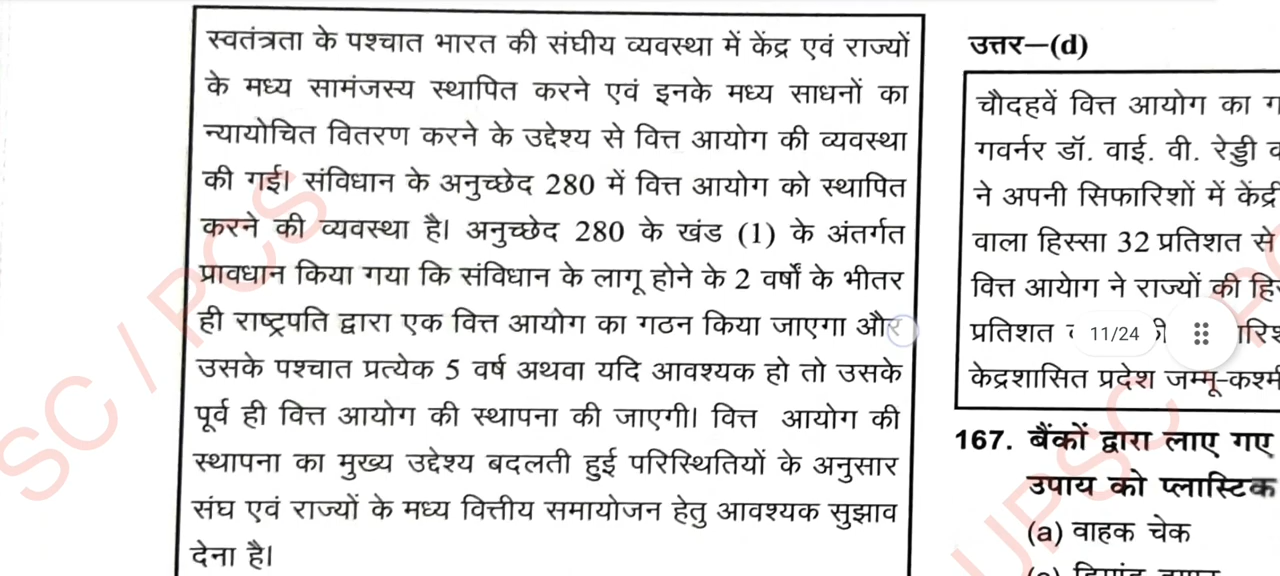 स्वतंत्रता के पश्चात भारत की संघीय व्यवस्था में केंद्र एवं राज्यों
के मध्य सामंजस्य स्थापित करने एवं इनके मध्य साधनों का
न्यायोचित वितरण करने के उद्देश्य से वित्त आयोग की व्यवस्था
की गई। संविधान के अनुच्छेद 280 में वित्त आयोग को स्थापित
करने की व्यवस्था है। अनुच्छेद 280 के खंड (1) के अंतर्गत
प्रावधान किया गया कि संविधान के लागू होने के 2 वर्षों के भीतर
ही राष्ट्रपति द्वारा एक वित्त आयोग का गठन किया जाएगा और
उसके पश्चात प्रत्येक 5 वर्ष अथवा यदि आवश्यक हो तो उसके
पूर्व ही वित्त आयोग की स्थापना की जाएगी। वित्त आयोग की
स्थापना का मुख्य उद्देश्य बदलती हुई परिस्थितियों के अनुसार
संघ एवं राज्यों के मध्य वित्तीय समायोजन हेतु आवश्यक सुझाव
देना है।
उत्तर–(d)
चौदहवें वित्त आयोग का
गवर्नर डॉ. वाई. वी. रेड्डी
ने अपनी सिफारिशों में
वाला हिस्सा 32 प्रतिशत से
वित्त आयोग ने राज्यों की
प्रतिशत
11/24
केंद्रशासित प्रदेश
167. बैंकों द्वारा लाए गए
उपाय को प्लास्टिक
(a) वाहक चेक
SC / PCS
UPSC